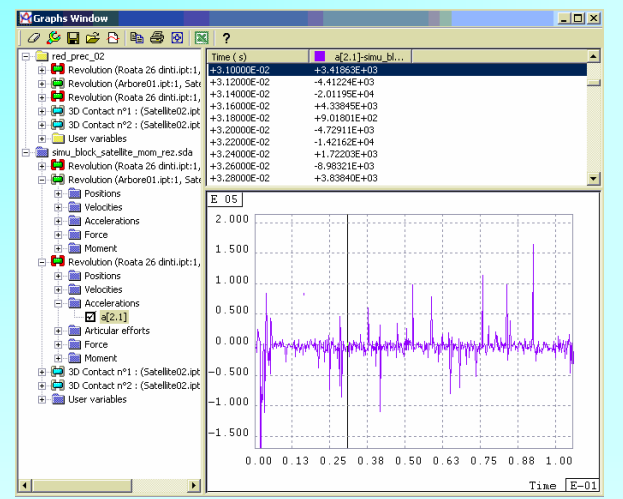 Graphs Window
?
red_prec_02
Revolution (Roata 26 dinti.ipt:1,
Revolution (Arbore01.ipt:1, Sate
3D Contact n°1 : (Satellite02.ipt
3D Contact n°2 : (Satellite02.ipt
User variables
simu_block_satellite_mom_rez.sda
Revolution (Roata 26 dinti.ipt:1,
Revolution (Arbore01.ipt:1, Sate
Positions
Velocities
Accelerations
Force
Moment
Revolution (Roata 26 dinti.ipt:1,
Positions
Velocities
Accelerations
a[2.1]
Articular efforts
Force
Moment
3D Contact n°1 : (Satellite02.ipt
3D Contact n°2 : (Satellite02.ipt
User variables
Time ( s) a[2.1]-simu_bl...
+3.10000E-02 +3.41863E+03
+3.12000E-02 -4.41224E+03
+3.14000E-02 -2.01195E+04
+3.16000E-02 +4.33845E+03
+3.18000E-02 +9.01801E+02
+3.20000E-02 -4.72911E+03
+3.22000E-02 -1.42162E+04
+3.24000E-02 +1.72203E+03
+3.26000E-02 -8.98321E+03
+3.28000E-02 +3.83840E+03
E 05
2.000
1.500
1.000
0.500
0.000
-0.500
-1.000
-1.500
0.00 0.13 0.25 0.38 0.50 0.63 0.75 0.88 1.00
Time E-01